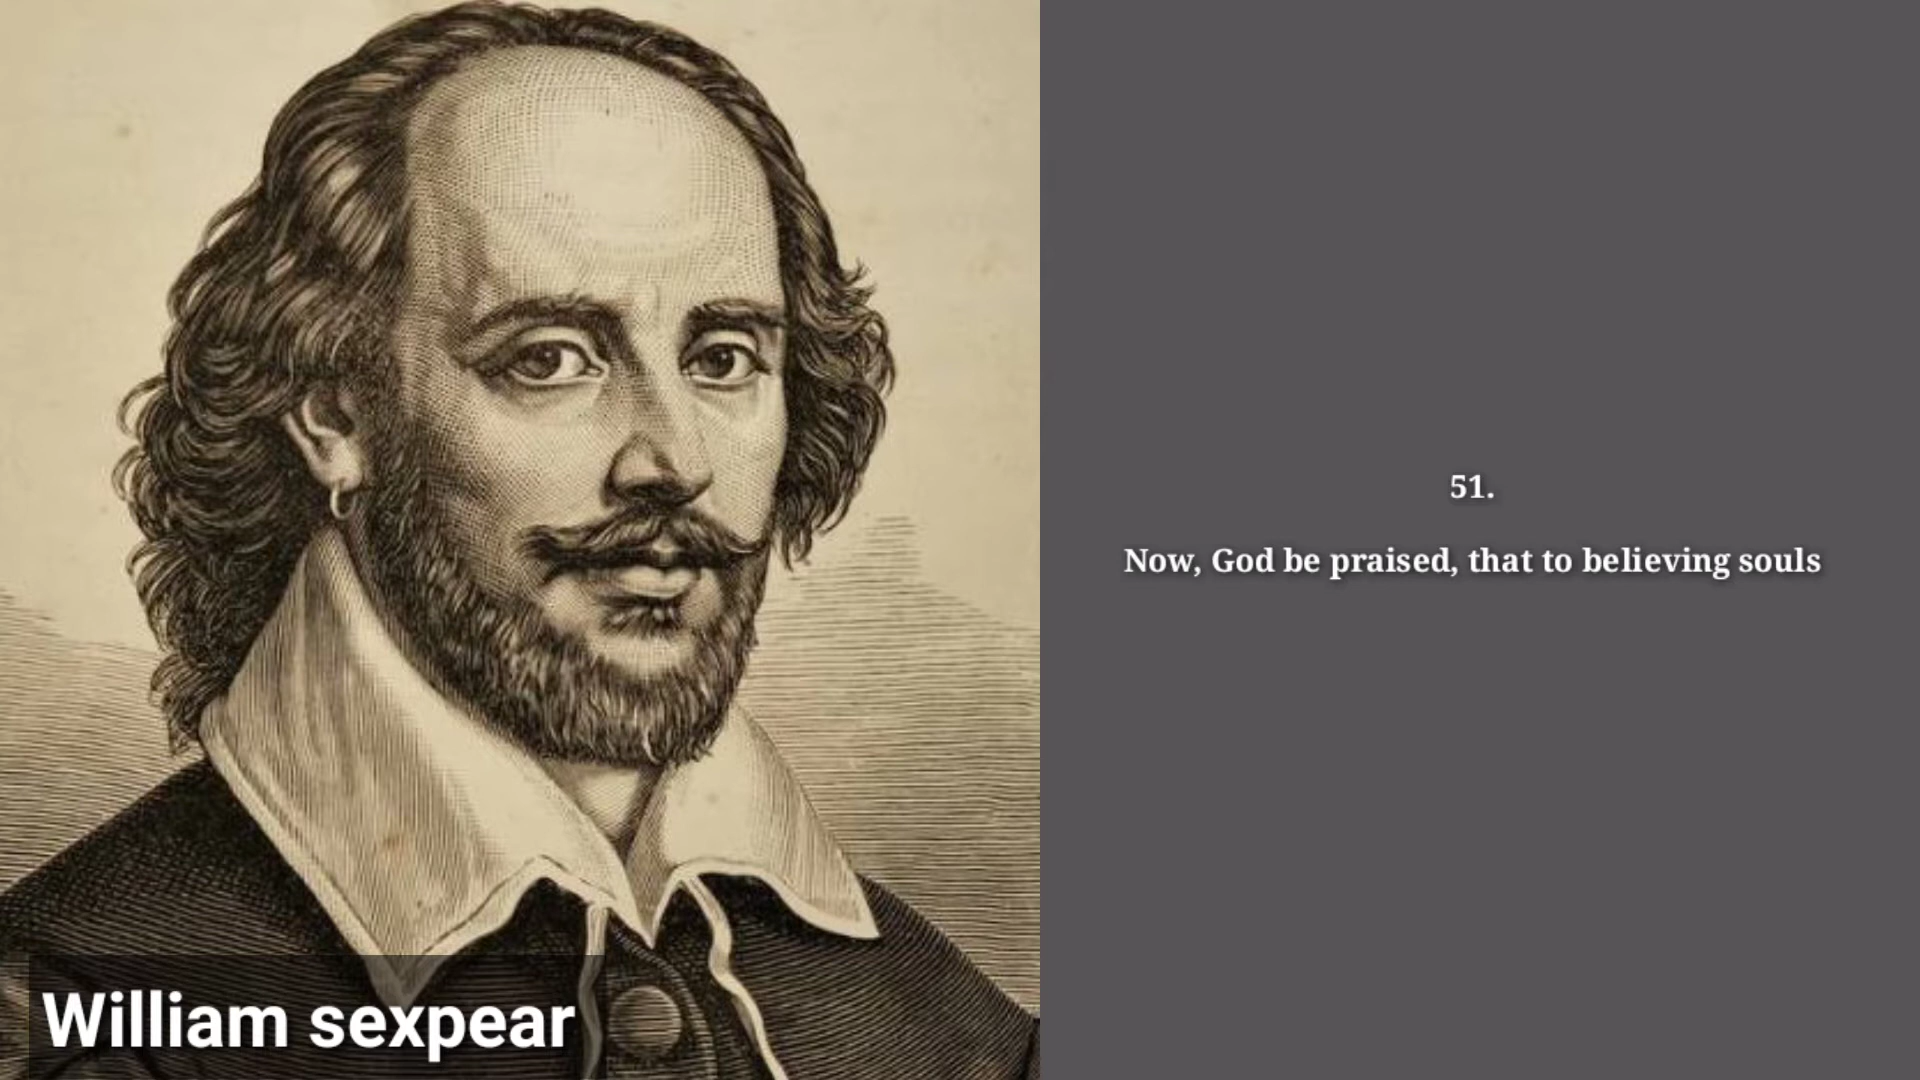 51.
Now, God be praised, that to believing souls
William sexpear